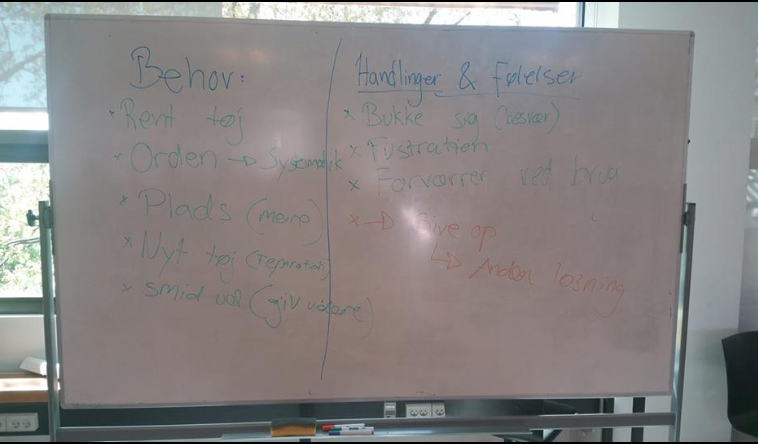 Behov:
* Rent tøj
* Orden → Systematik
* Plads (mere)
* Nyt tøj (reparation)
* smid ud (giv videre)
Handlinger & Følelser
* Bukke sig (besvær)
* Fustration
* Forværrer ved brug
* → Give op
↳ Anden løsning